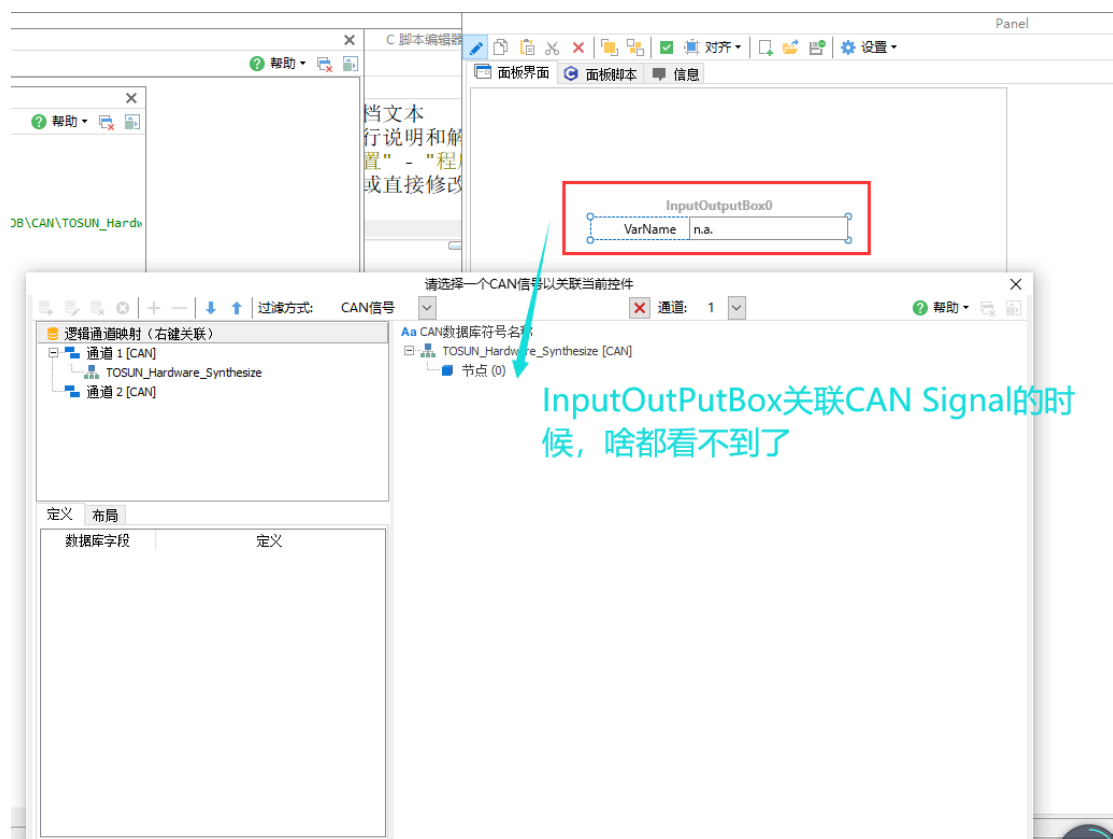 Panel
C 脚本编辑器
帮助
对齐
设置
面板界面
面板脚本
信息
帮助
档文本
行说明和解
置" - "程序
或直接修改
DB\CAN\TOSUN_Hardw
InputOutputBox0
VarName
n.a.
请选择一个CAN信号以关联当前控件
过滤方式:
CAN信号
通道:
1
帮助
逻辑通道映射（右键关联）
通道 1 [CAN]
TOSUN_Hardware_Synthesize
通道 2 [CAN]
Aa CAN数据库符号名称
TOSUN_Hardware_Synthesize [CAN]
节点 (0)
InputOutPutBox关联CAN Signal的时
候，啥都看不到了
定义
布局
数据库字段
定义